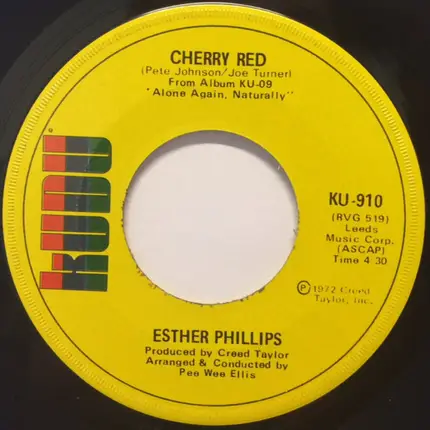 CHERRY RED
(Pete Johnson/Joe Turner)
From Album KU-09
"Alone Again, Naturally"
KUDU®
KU-910
(RVG 519)
Leeds
Music Corp.
(ASCAP)
Time 4 30
℗1972 Creed
Taylor, Inc.
ESTHER PHILLIPS
Produced by Creed Taylor
Arranged & Conducted by
Pee Wee Ellis